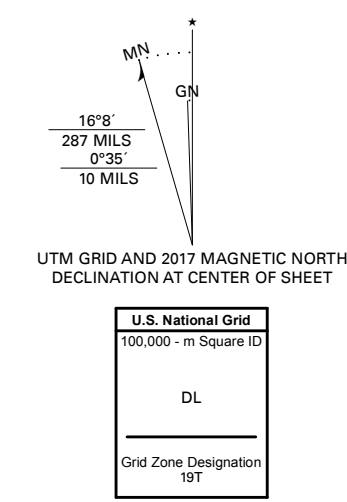 ★
MN
GN
16°8´
287 MILS
0°35´
10 MILS
UTM GRID AND 2017 MAGNETIC NORTH
DECLINATION AT CENTER OF SHEET
U.S. National Grid
100,000 - m Square ID
DL
Grid Zone Designation
19T